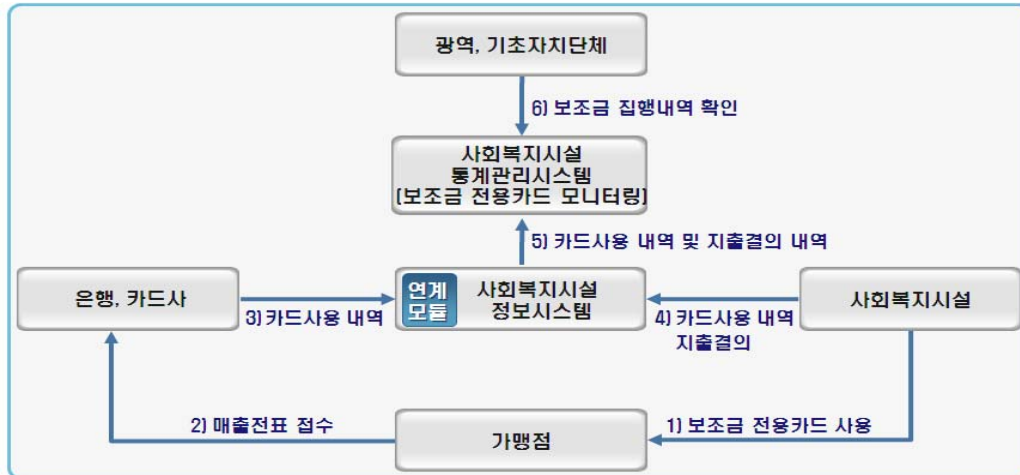 광역, 기초자치단체
6) 보조금 집행내역 확인
사회복지시설
통계관리시스템
(보조금 전용카드 모니터링)
5) 카드사용 내역 및 지출결의 내역
은행, 카드사
3) 카드사용 내역
연계
모듈
사회복지시설
정보시스템
4) 카드사용 내역
지출결의
사회복지시설
2) 매출전표 접수
가맹점
1) 보조금 전용카드 사용